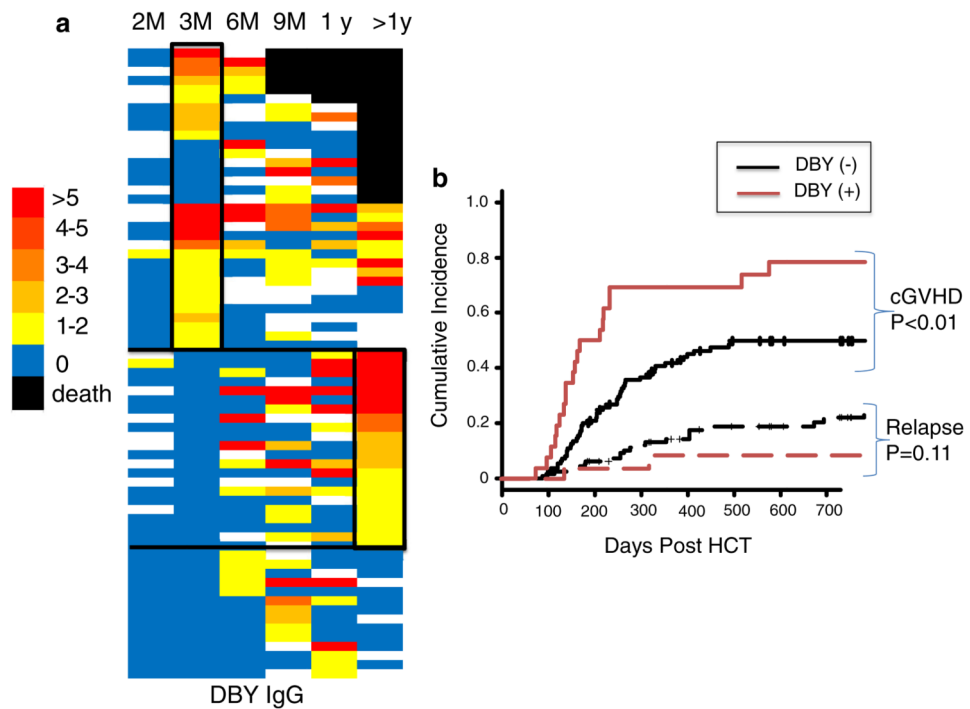 a
2M 3M 6M 9M 1 y >1y
>5
4-5
3-4
2-3
1-2
0
death
DBY IgG
b
DBY (-)
DBY (+)
Cumulative Incidence
1.0
0.8
0.6
0.4
0.2
0
0 100 200 300 400 500 600 700
Days Post HCT
cGVHD
P<0.01
Relapse
P=0.11